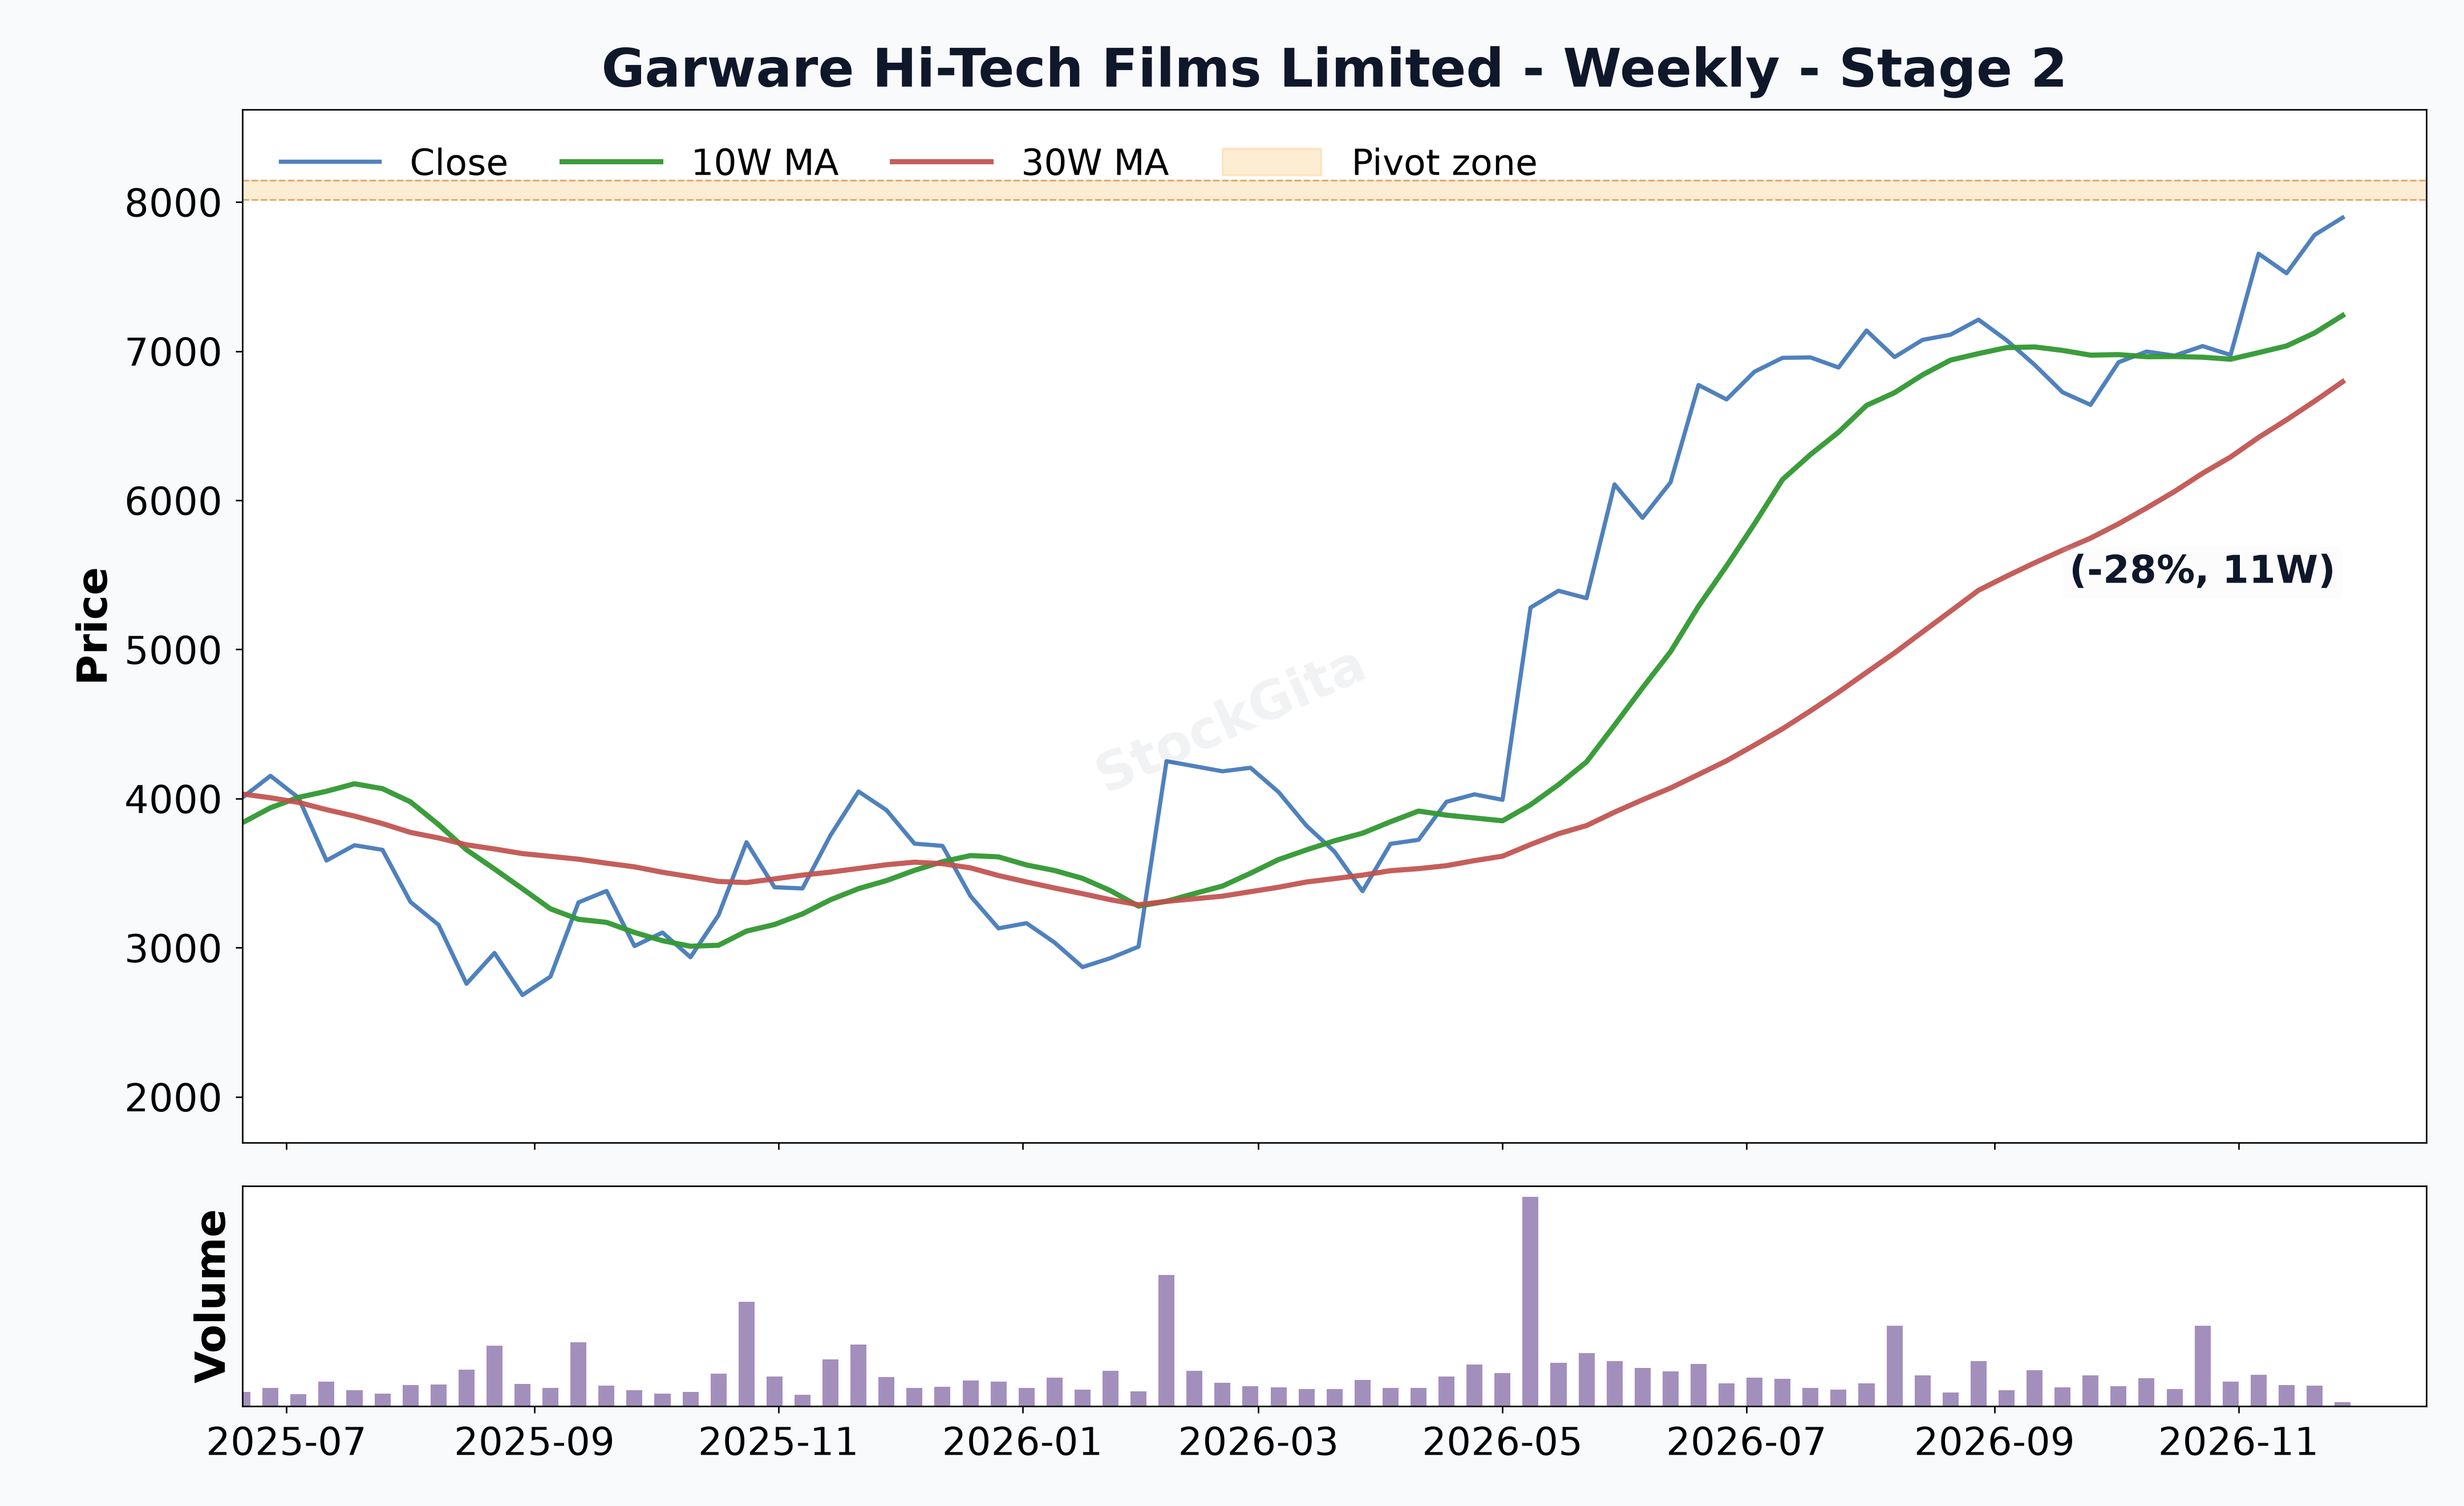 Garware Hi-Tech Films Limited - Weekly - Stage 2
Close 10W MA 30W MA Pivot zone
8000
7000
6000
5000
4000
3000
2000
Price
(-28%, 11W)
StockGita
Volume
2025-07 2025-09 2025-11 2026-01 2026-03 2026-05 2026-07 2026-09 2026-11